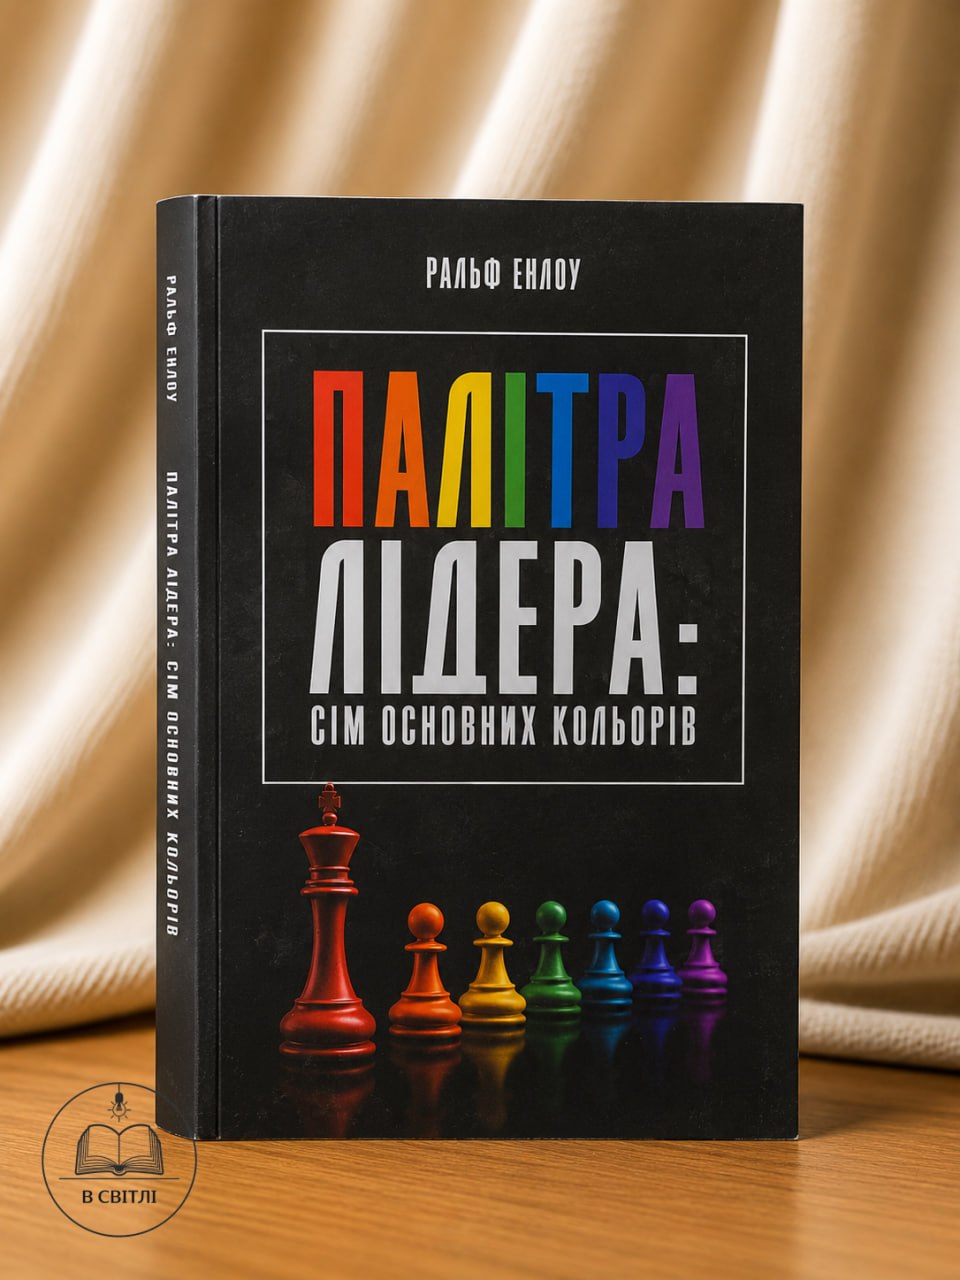 РАЛЬФ ЕНЛОУ
ПАЛІТРА
ЛІДЕРА:
СІМ ОСНОВНИХ КОЛЬОРІВ
РАЛЬФ ЕНЛОУ ПАЛІТРА ЛІДЕРА: СІМ ОСНОВНИХ КОЛЬОРІВ
В СВІТЛІ